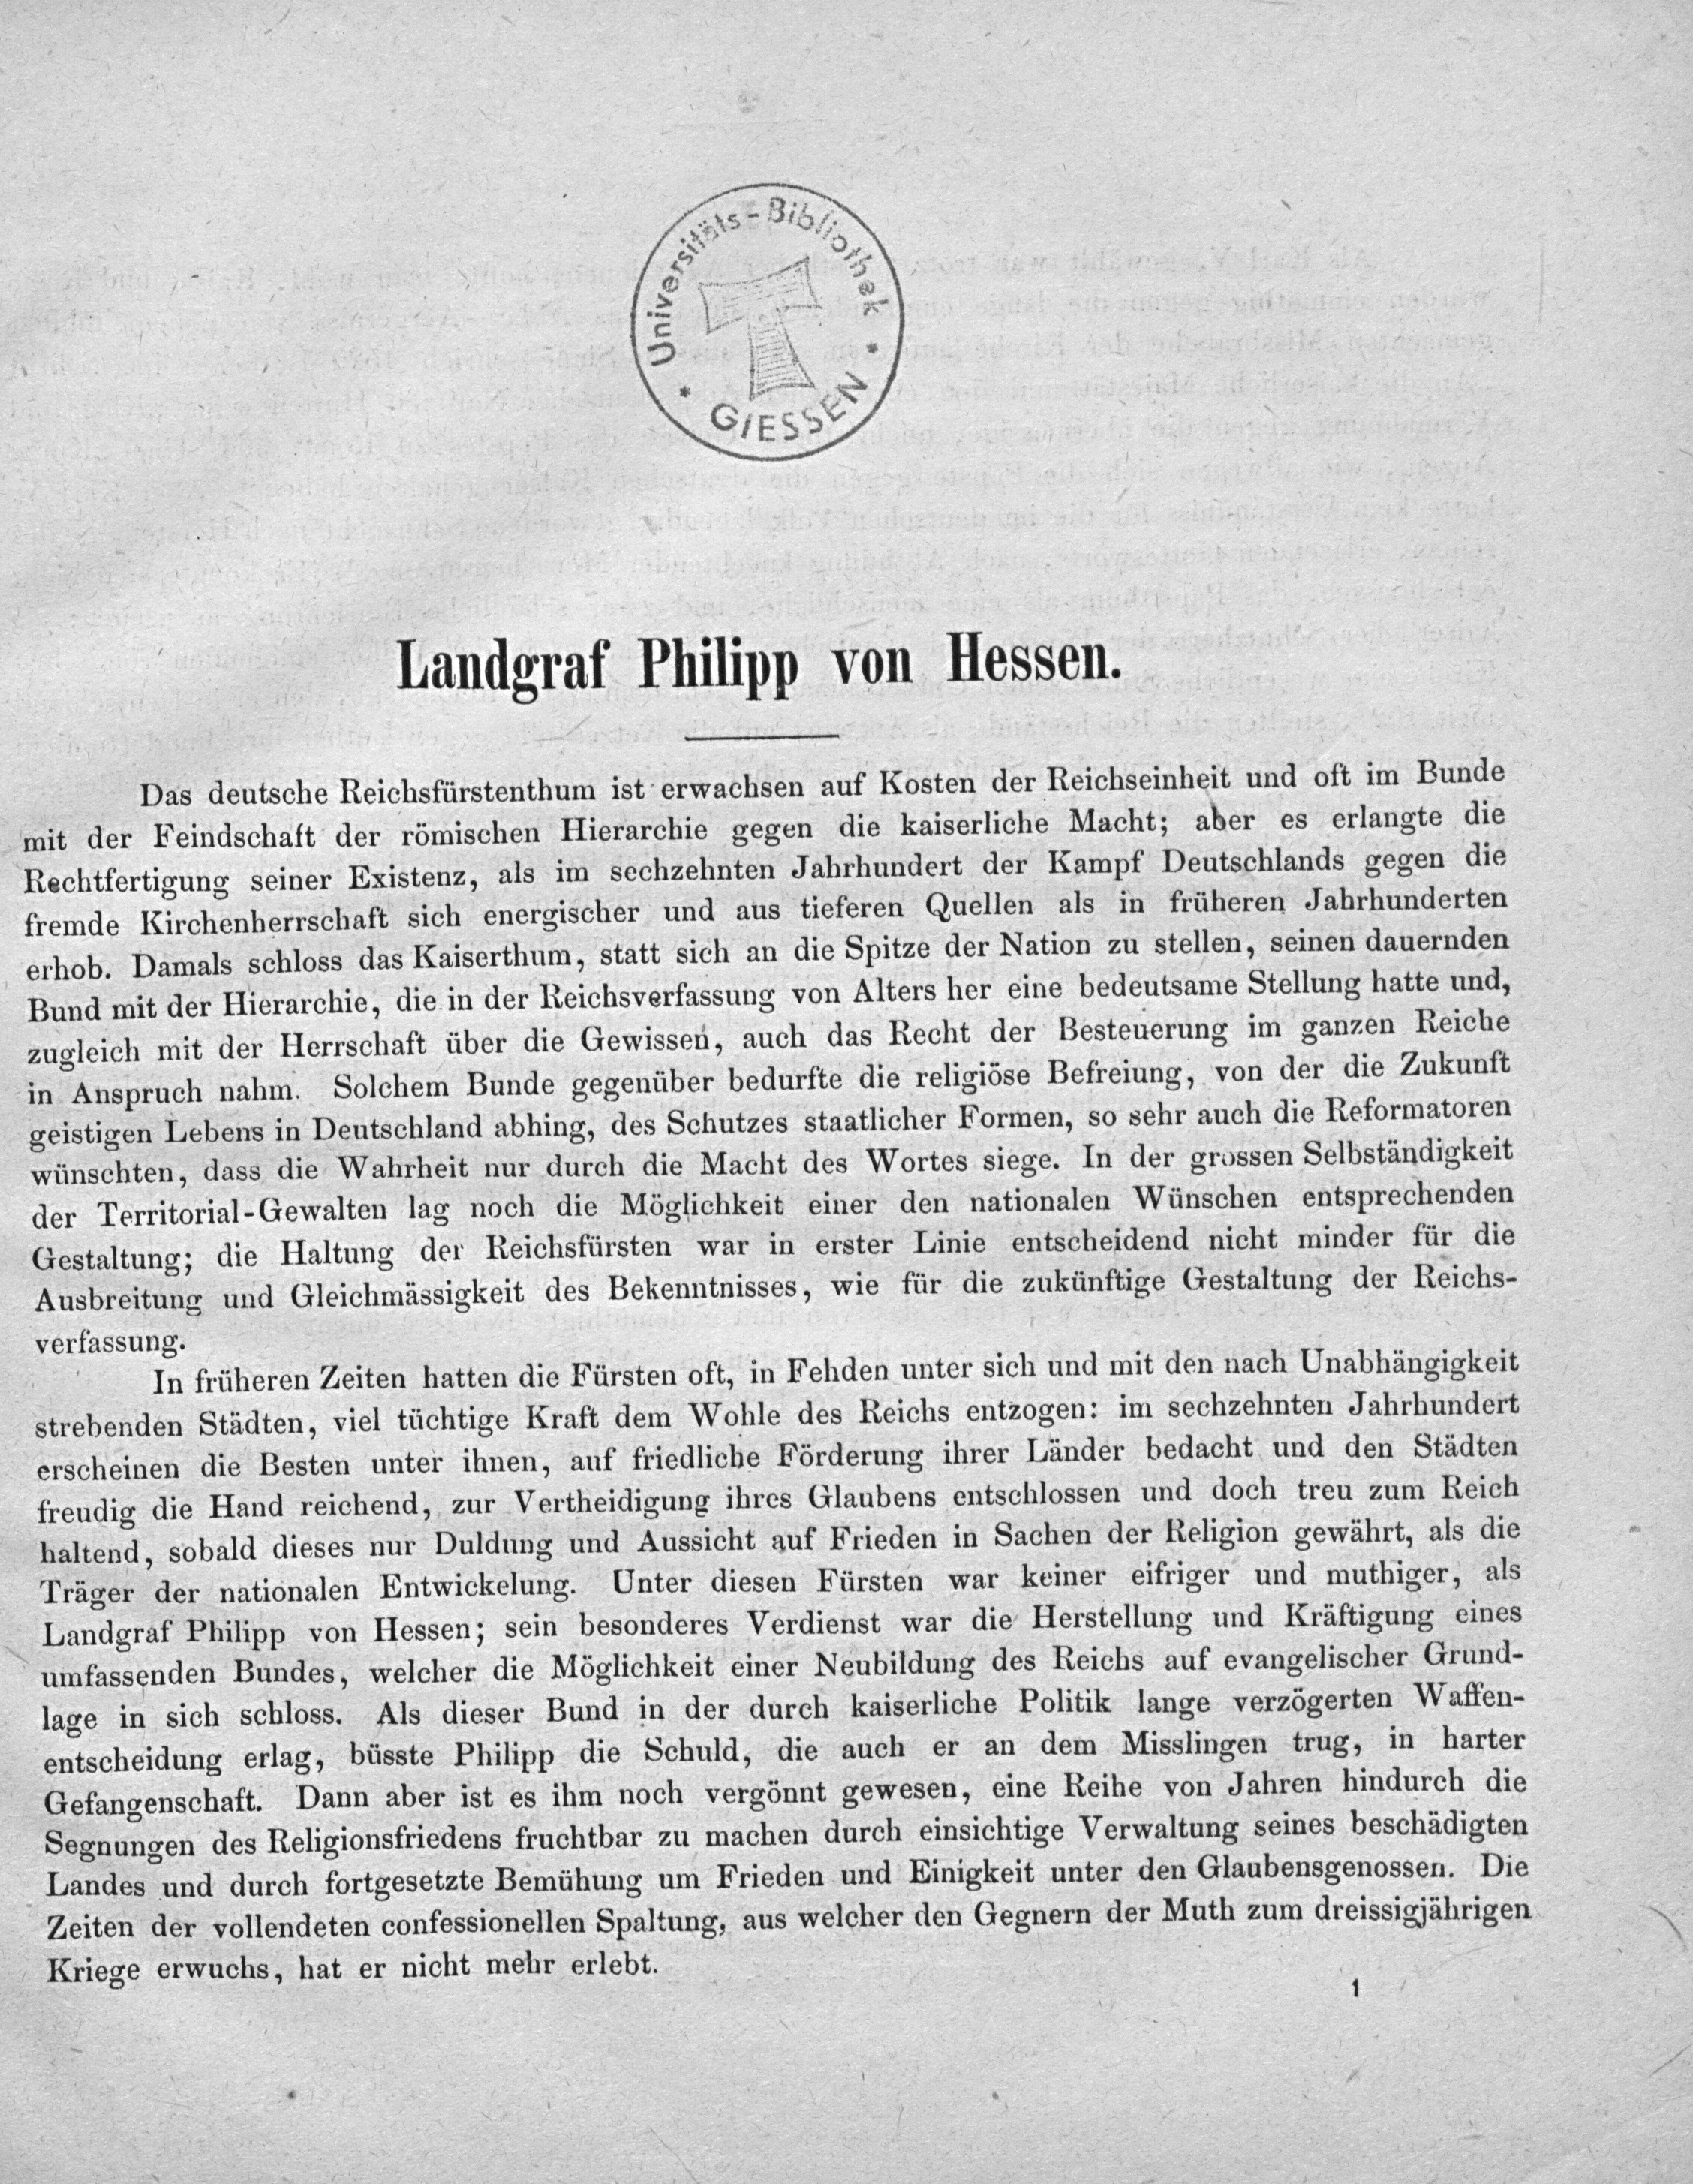 Universitäts-Bibliothek
* GIESSEN *
Landgraf Philipp von Hessen.
Das deutsche Reichsfürstenthum ist erwachsen auf Kosten der Reichseinheit und oft im Bunde
mit der Feindschaft der römischen Hierarchie gegen die kaiserliche Macht; aber es erlangte die
Rechtfertigung seiner Existenz, als im sechzehnten Jahrhundert der Kampf Deutschlands gegen die
fremde Kirchenherrschaft sich energischer und aus tieferen Quellen als in früheren Jahrhunderten
erhob. Damals schloss das Kaiserthum, statt sich an die Spitze der Nation zu stellen, seinen dauernden
Bund mit der Hierarchie, die in der Reichsverfassung von Alters her eine bedeutsame Stellung hatte und,
zugleich mit der Herrschaft über die Gewissen, auch das Recht der Besteuerung im ganzen Reiche
in Anspruch nahm. Solchem Bunde gegenüber bedurfte die religiöse Befreiung, von der die Zukunft
geistigen Lebens in Deutschland abhing, des Schutzes staatlicher Formen, so sehr auch die Reformatoren
wünschten, dass die Wahrheit nur durch die Macht des Wortes siege. In der grossen Selbständigkeit
der Territorial-Gewalten lag noch die Möglichkeit einer den nationalen Wünschen entsprechenden
Gestaltung; die Haltung der Reichsfürsten war in erster Linie entscheidend nicht minder für die
Ausbreitung und Gleichmässigkeit des Bekenntnisses, wie für die zukünftige Gestaltung der Reichs-
verfassung.
In früheren Zeiten hatten die Fürsten oft, in Fehden unter sich und mit den nach Unabhängigkeit
strebenden Städten, viel tüchtige Kraft dem Wohle des Reichs entzogen: im sechzehnten Jahrhundert
erscheinen die Besten unter ihnen, auf friedliche Förderung ihrer Länder bedacht und den Städten
freudig die Hand reichend, zur Vertheidigung ihres Glaubens entschlossen und doch treu zum Reich
haltend, sobald dieses nur Duldung und Aussicht auf Frieden in Sachen der Religion gewährt, als die
Träger der nationalen Entwickelung. Unter diesen Fürsten war keiner eifriger und muthiger, als
Landgraf Philipp von Hessen; sein besonderes Verdienst war die Herstellung und Kräftigung eines
umfassenden Bundes, welcher die Möglichkeit einer Neubildung des Reichs auf evangelischer Grund-
lage in sich schloss. Als dieser Bund in der durch kaiserliche Politik lange verzögerten Waffen-
entscheidung erlag, büsste Philipp die Schuld, die auch er an dem Misslingen trug, in harter
Gefangenschaft. Dann aber ist es ihm noch vergönnt gewesen, eine Reihe von Jahren hindurch die
Segnungen des Religionsfriedens fruchtbar zu machen durch einsichtige Verwaltung seines beschädigten
Landes und durch fortgesetzte Bemühung um Frieden und Einigkeit unter den Glaubensgenossen. Die
Zeiten der vollendeten confessionellen Spaltung, aus welcher den Gegnern der Muth zum dreissigjährigen
Kriege erwuchs, hat er nicht mehr erlebt.
1